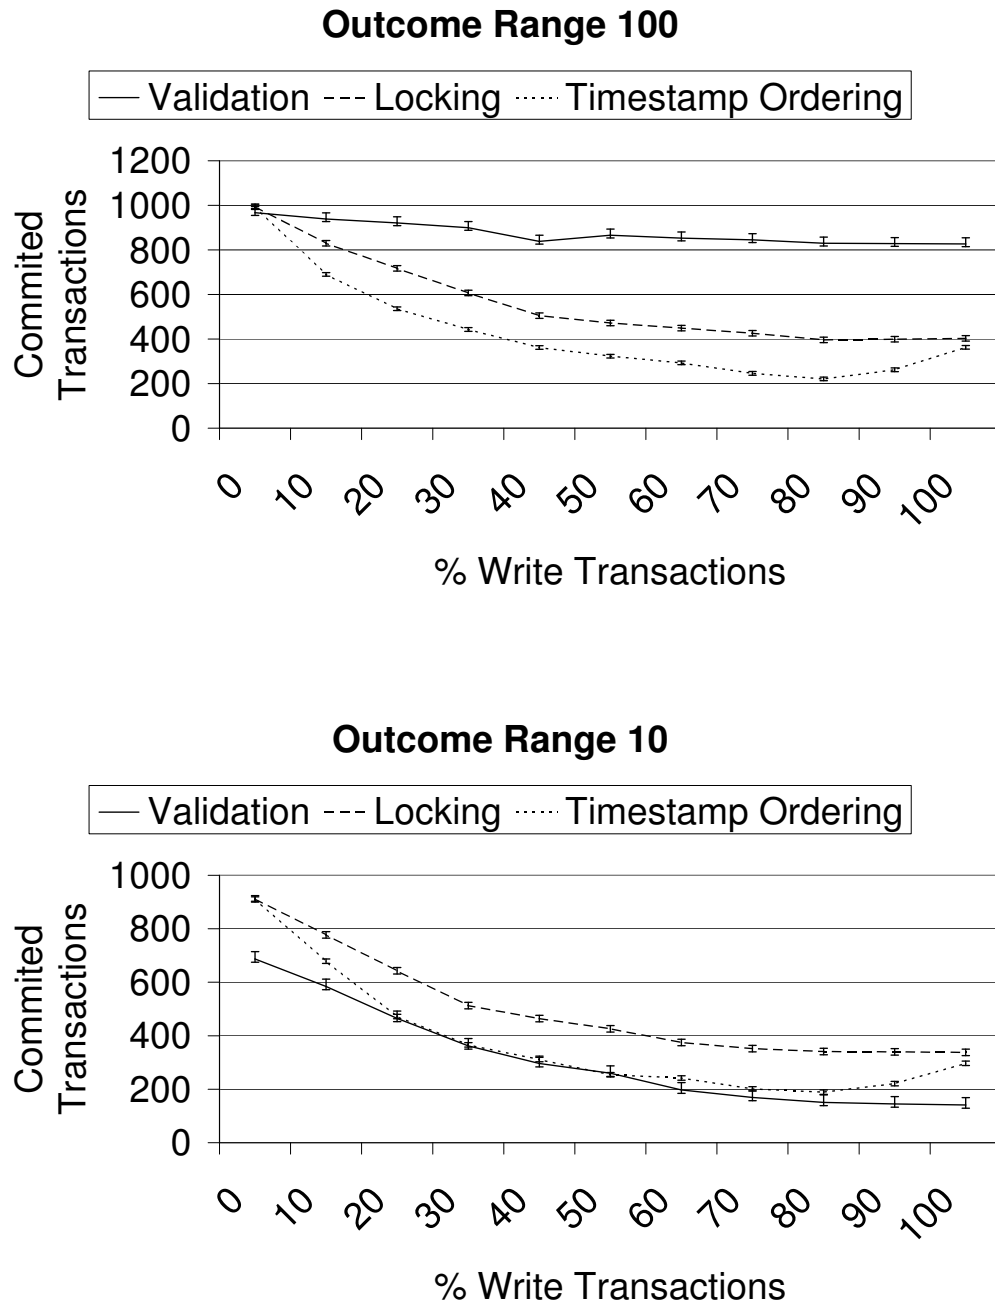 Outcome Range 100
Validation Locking Timestamp Ordering
1200
1000
800
600
400
200
0
Commited
Transactions
0 10 20 30 40 50 60 70 80 90 100
% Write Transactions
Outcome Range 10
Validation Locking Timestamp Ordering
1000
800
600
400
200
0
Commited
Transactions
0 10 20 30 40 50 60 70 80 90 100
% Write Transactions